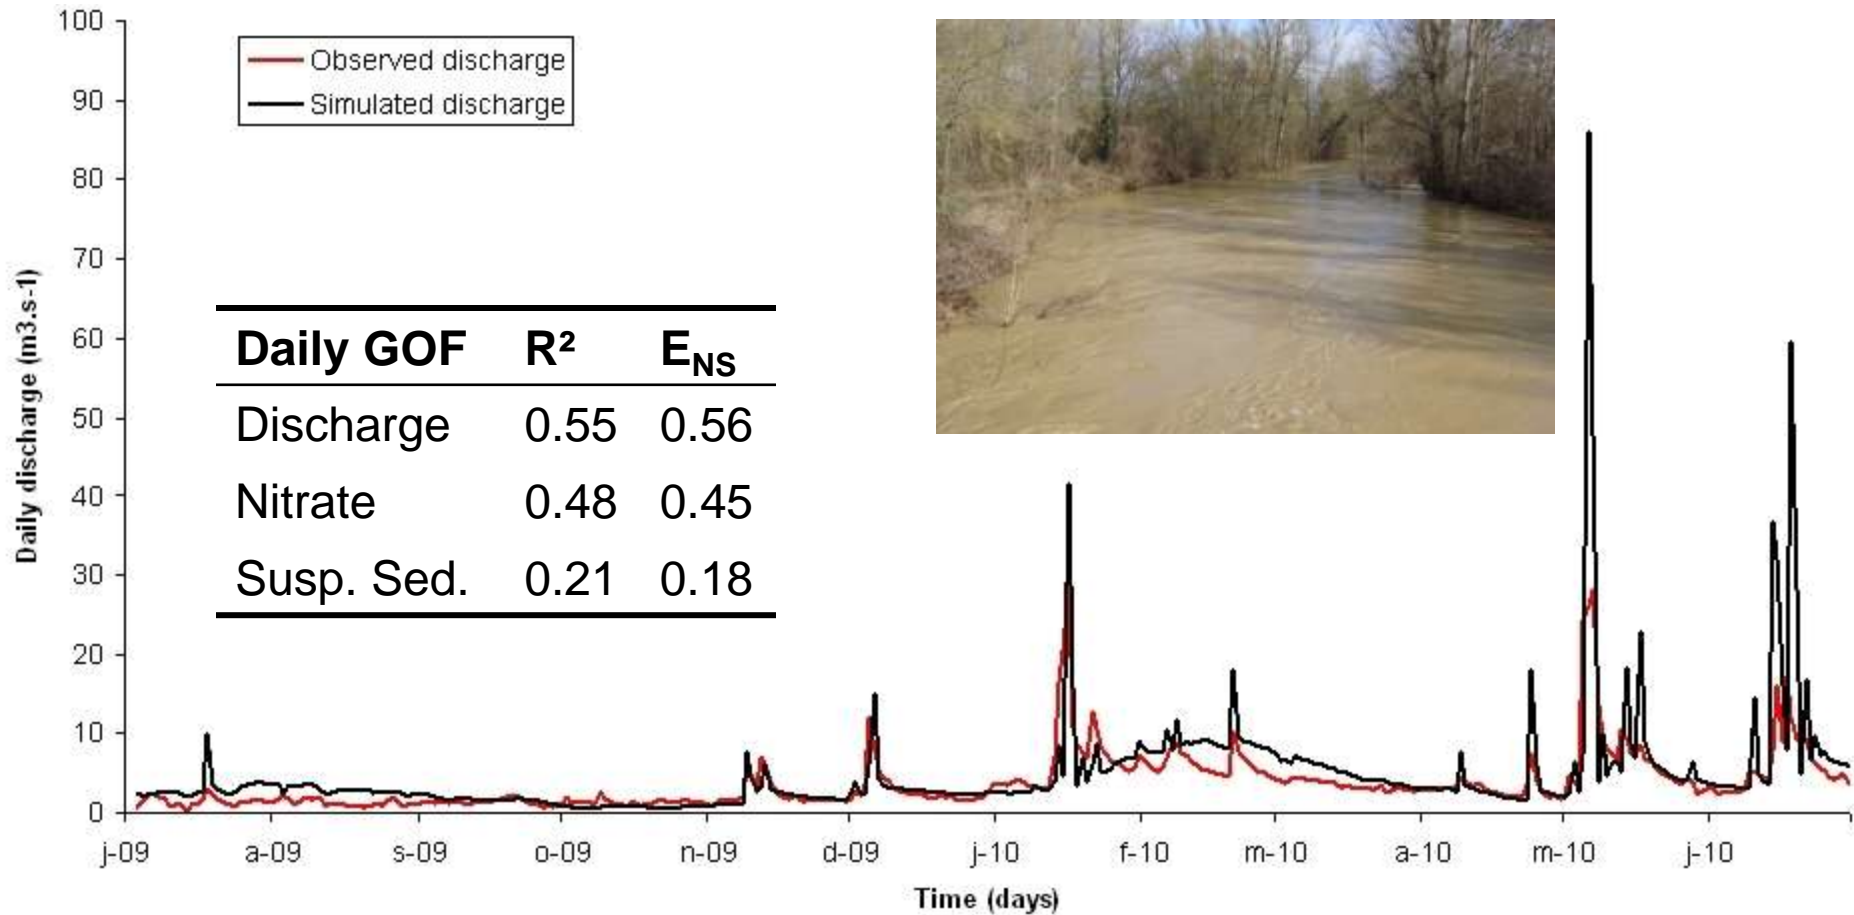 100
90
80
70
60
50
40
30
20
10
0
Daily discharge (m3.s-1)
Observed discharge
Simulated discharge
Daily GOF R² E_NS
Discharge 0.55 0.56
Nitrate 0.48 0.45
Susp. Sed. 0.21 0.18
j-09 a-09 s-09 o-09 n-09 d-09 j-10 f-10 m-10 a-10 m-10 j-10
Time (days)